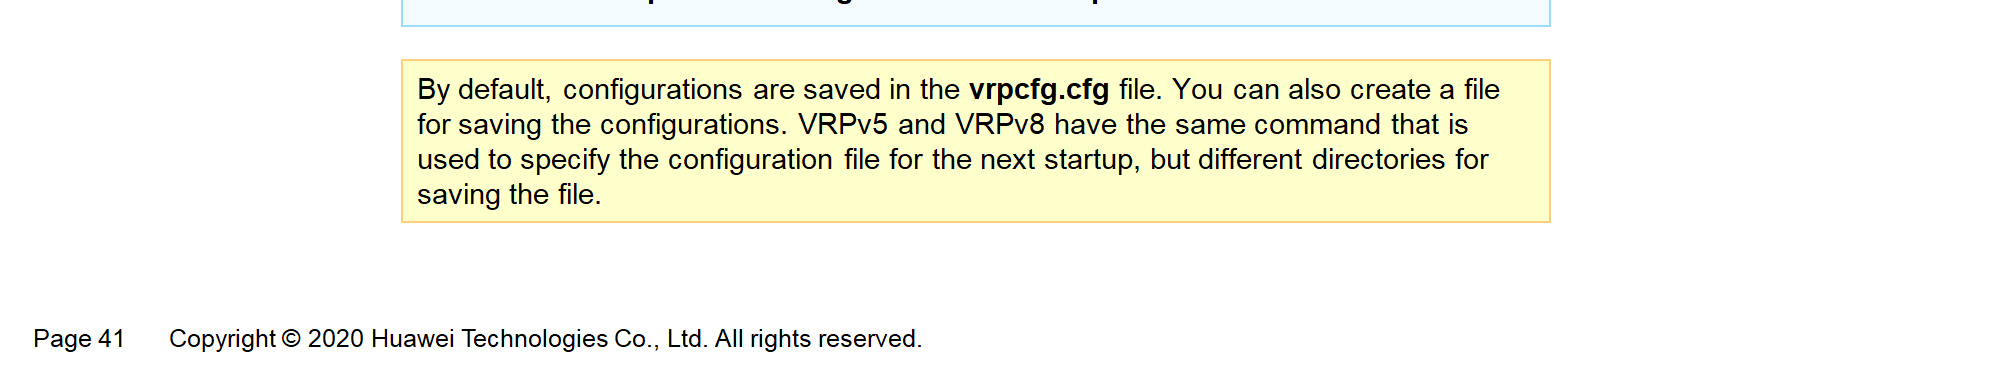 By default, configurations are saved in the vrpcfg.cfg file. You can also create a file
for saving the configurations. VRPv5 and VRPv8 have the same command that is
used to specify the configuration file for the next startup, but different directories for
saving the file.
Page 41 Copyright © 2020 Huawei Technologies Co., Ltd. All rights reserved.